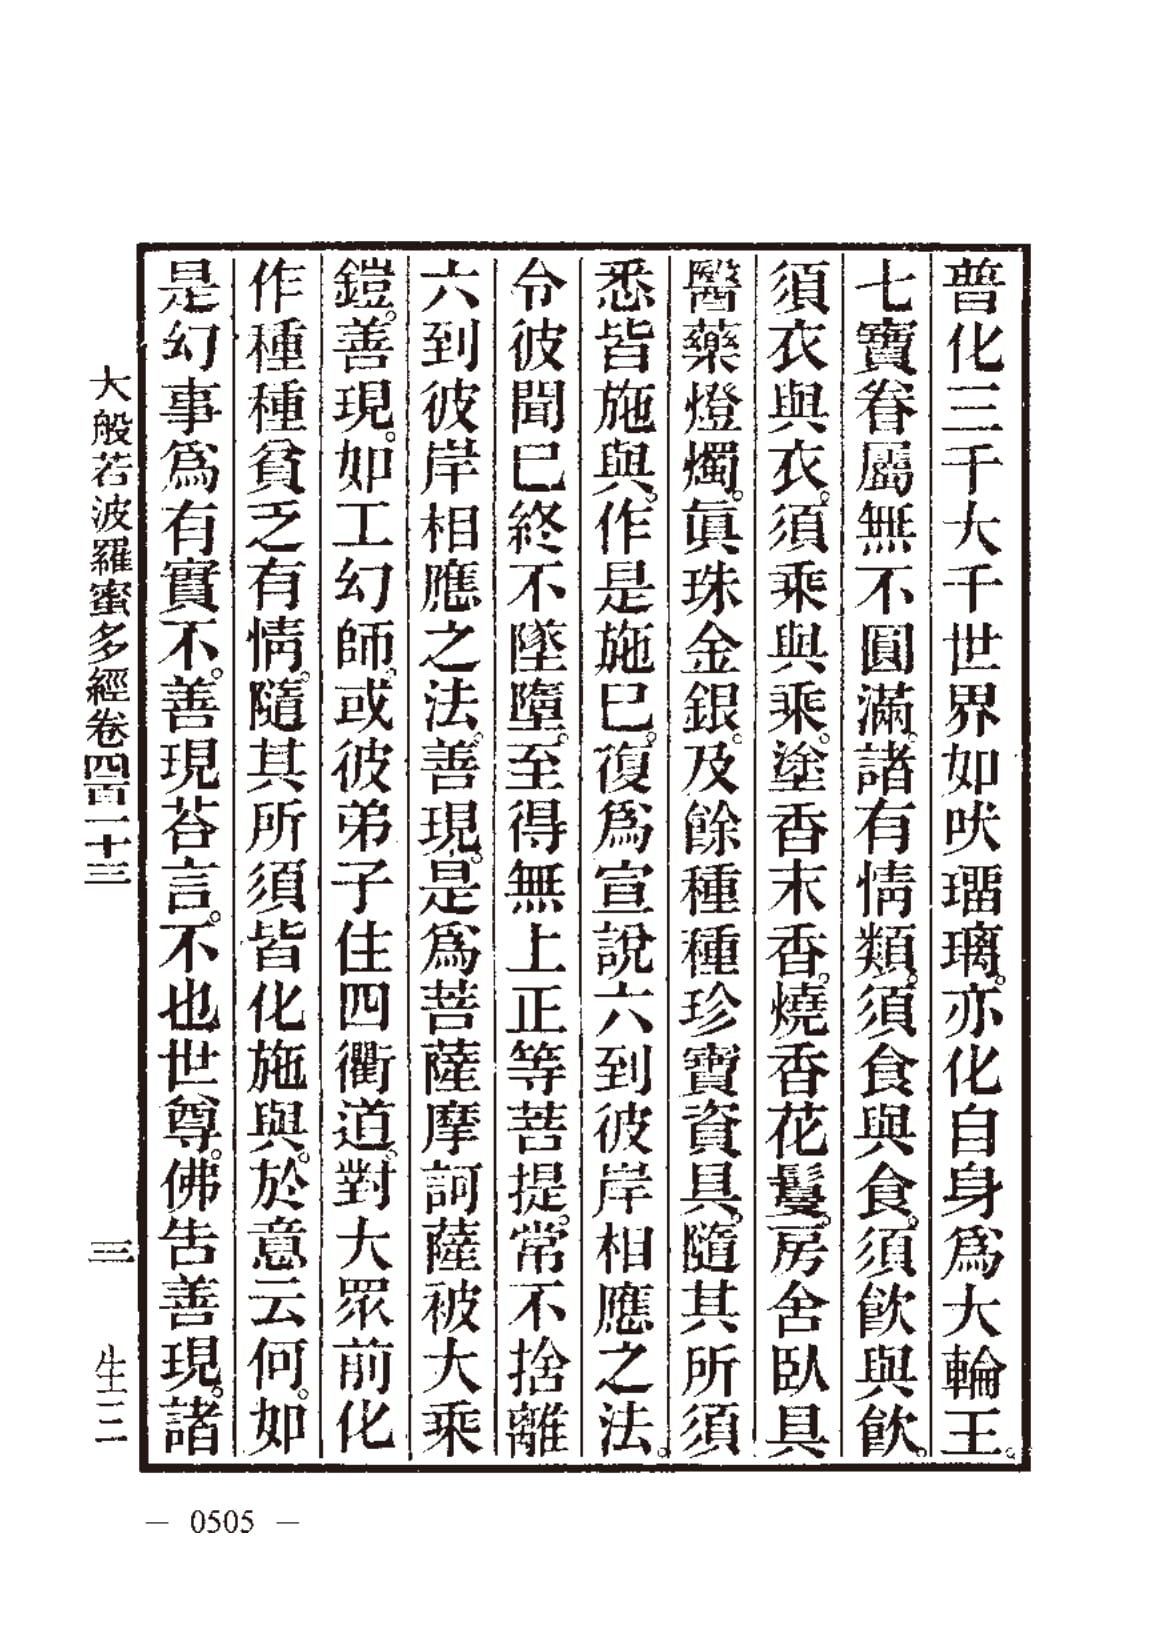 普化三千大千世界如吠瑠璃。亦化自身爲大輪王。
七寶眷屬無不圓滿。諸有情類。須食與食。須飮與飮。
須衣與衣。須乘與乘。塗香末香。燒香花鬘。房舍臥具
醫藥燈燭。眞珠金銀。及餘種種珍寶資具。隨其所須
悉皆施與。作是施已。復爲宣說六到彼岸相應之法。
令彼聞已終不墜墮。至得無上正等菩提。常不捨離
六到彼岸相應之法。善現。是爲菩薩摩訶薩被大乘
鎧。善現。如工幻師。或彼弟子住四衢道。對大眾前化
作種種貧乏有情。隨其所須皆化施與。於意云何。如
是幻事爲有實不。善現荅言。不也世尊。佛告善現。諸
大般若波羅蜜多經卷四百一十三 三 生三
— 0505 —